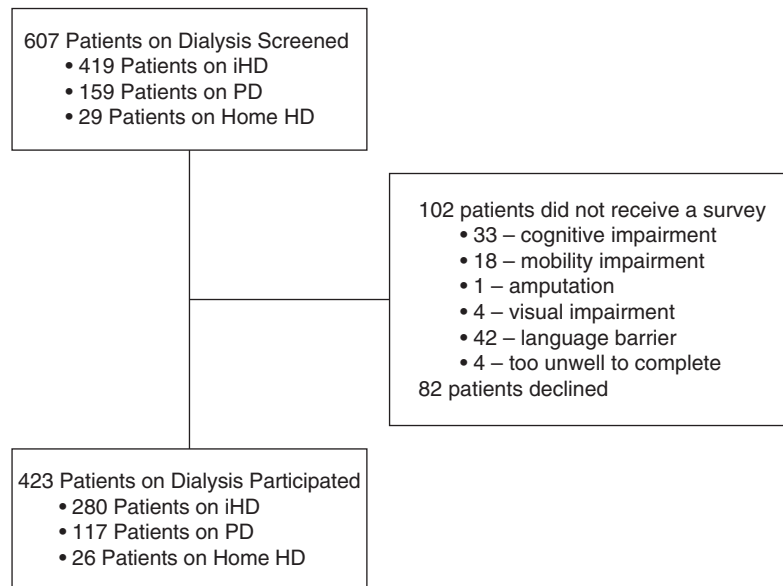 607 Patients on Dialysis Screened
• 419 Patients on iHD
• 159 Patients on PD
• 29 Patients on Home HD
102 patients did not receive a survey
• 33 – cognitive impairment
• 18 – mobility impairment
• 1 – amputation
• 4 – visual impairment
• 42 – language barrier
• 4 – too unwell to complete
82 patients declined
423 Patients on Dialysis Participated
• 280 Patients on iHD
• 117 Patients on PD
• 26 Patients on Home HD